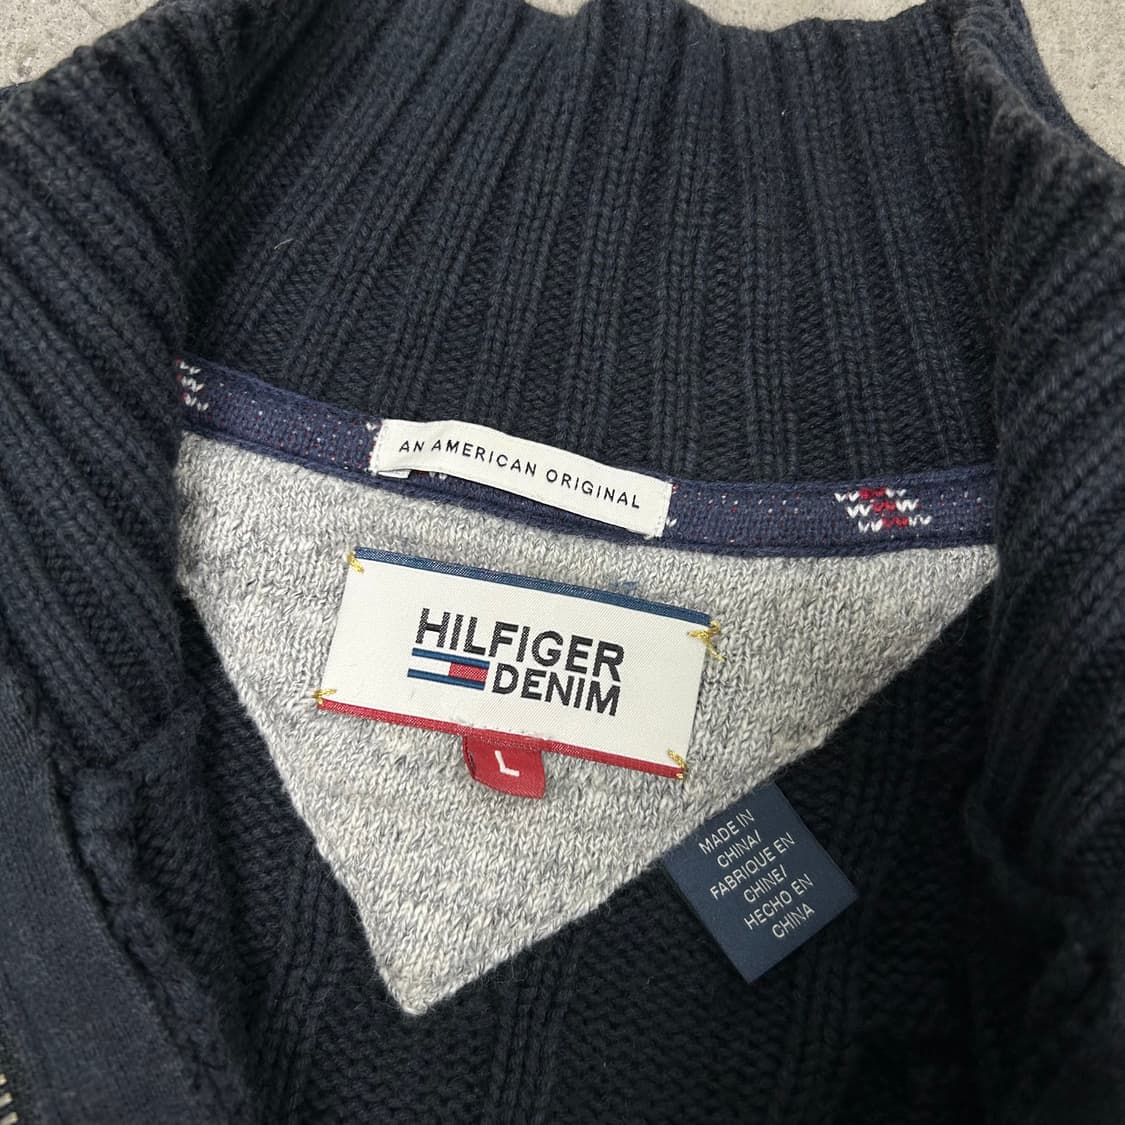 AN AMERICAN ORIGINAL
HILFIGER
DENIM
L
MADE IN
CHINA/
FABRIQUE EN
CHINE/
HECHO EN
CHINA